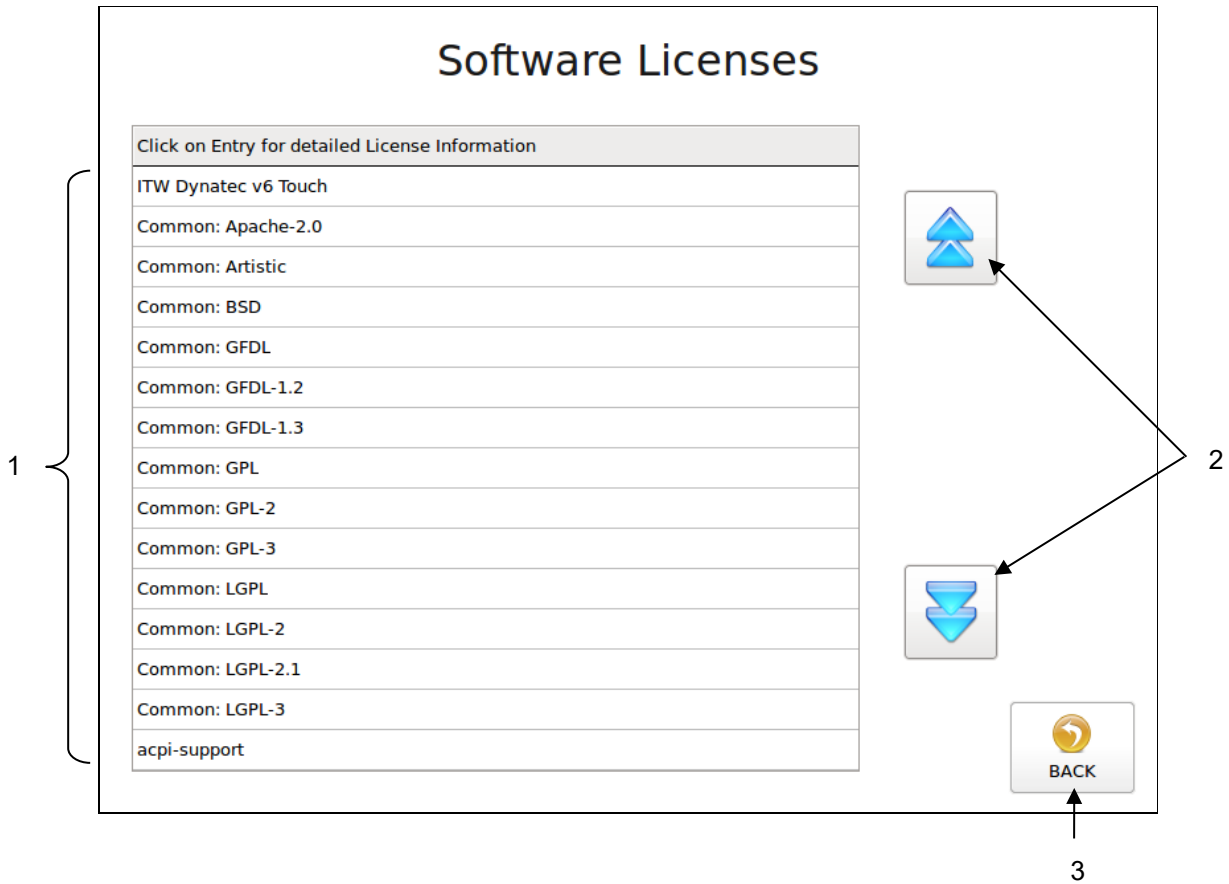 Software Licenses
Click on Entry for detailed License Information
ITW Dynatec v6 Touch
Common: Apache-2.0
Common: Artistic
Common: BSD
Common: GFDL
Common: GFDL-1.2
Common: GFDL-1.3
Common: GPL
Common: GPL-2
Common: GPL-3
Common: LGPL
Common: LGPL-2
Common: LGPL-2.1
Common: LGPL-3
acpi-support
1
2
BACK
3